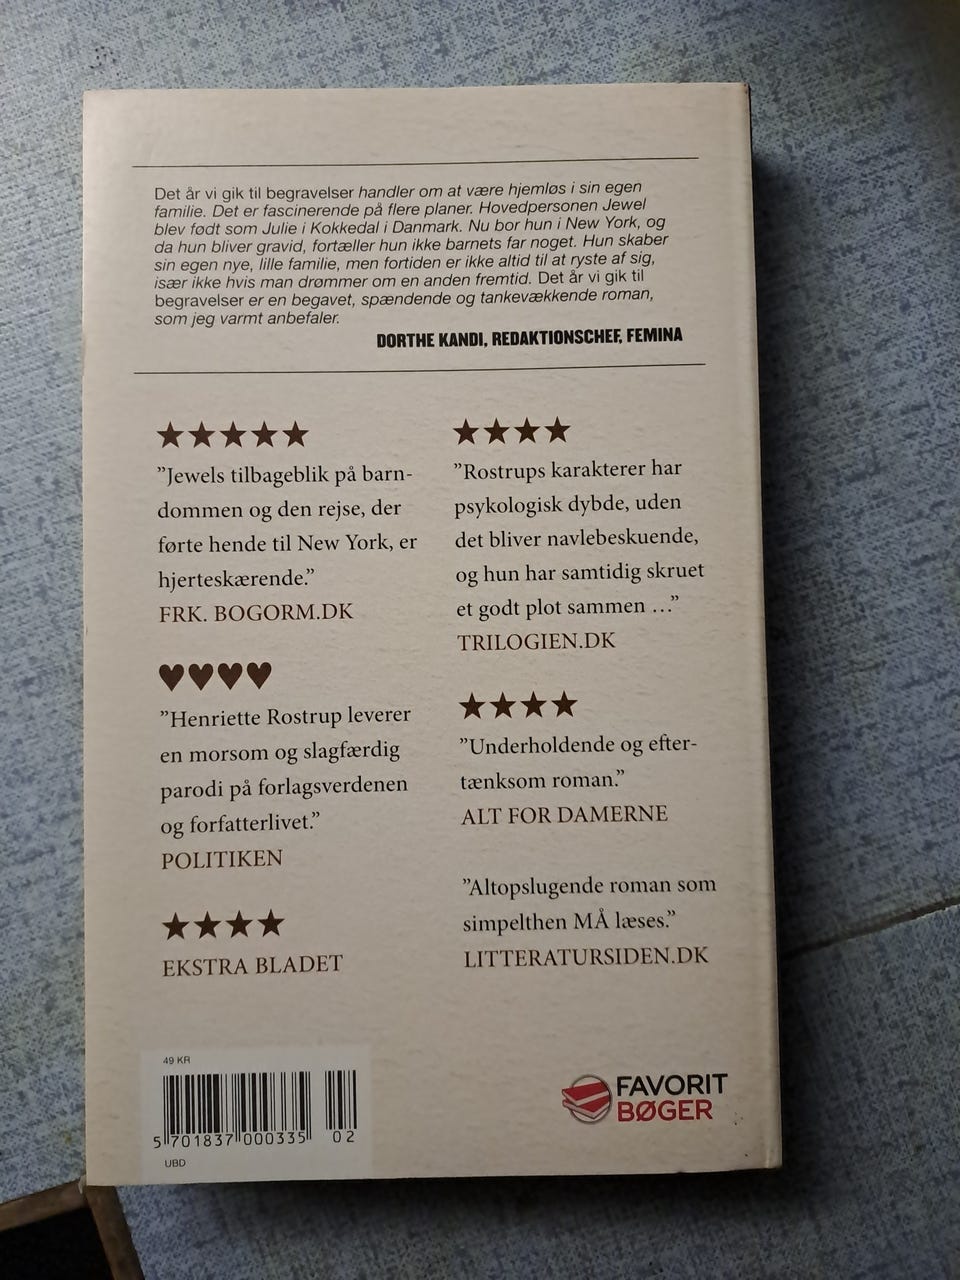 Det år vi gik til begravelser handler om at være hjemløs i sin egen
familie. Det er fascinerende på flere planer. Hovedpersonen Jewel
blev født som Julie i Kokkedal i Danmark. Nu bor hun i New York, og
da hun bliver gravid, fortæller hun ikke barnets far noget. Hun skaber
sin egen nye, lille familie, men fortiden er ikke altid til at ryste af sig,
især ikke hvis man drømmer om en anden fremtid. Det år vi gik til
begravelser er en begavet, spændende og tankevækkende roman,
som jeg varmt anbefaler.
DORTHE KANDI, REDAKTIONSCHEF, FEMINA
★★★★★
”Jewels tilbageblik på barn-
dommen og den rejse, der
førte hende til New York, er
hjerteskærende.”
FRK. BOGORM.DK
♥♥♥♥
”Henriette Rostrup leverer
en morsom og slagfærdig
parodi på forlagsverdenen
og forfatterlivet.”
POLITIKEN
★★★★
EKSTRA BLADET
★★★★
”Rostrups karakterer har
psykologisk dybde, uden
det bliver navlebeskuende,
og hun har samtidig skruet
et godt plot sammen …”
TRILOGIEN.DK
★★★★
”Underholdende og efter-
tænksom roman.”
ALT FOR DAMERNE
”Altopslugende roman som
simpelthen MÅ læses.”
LITTERATURSIDEN.DK
49 KR
5 701837 000335 02
UBD
FAVORIT
BØGER